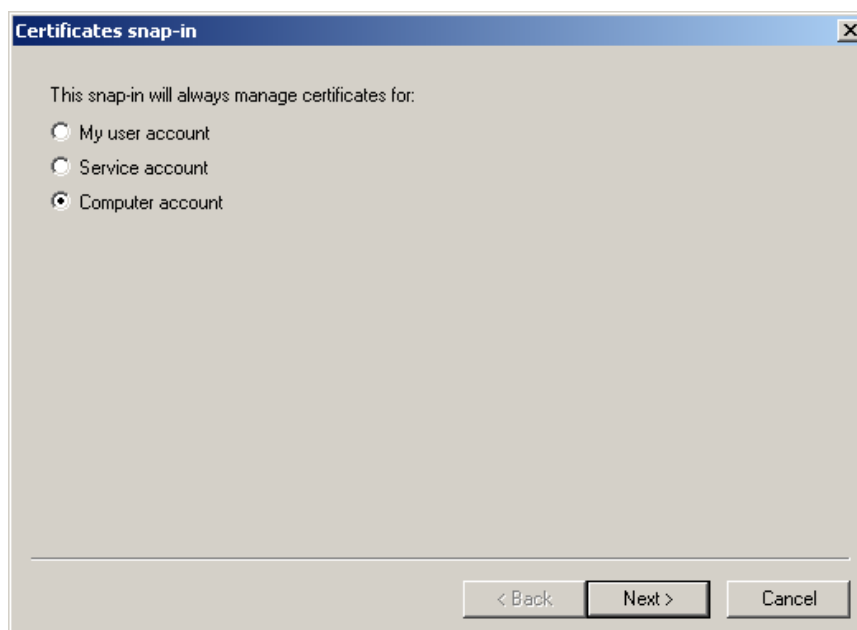 Certificates snap-in
This snap-in will always manage certificates for:
My user account
Service account
Computer account
< Back
Next >
Cancel